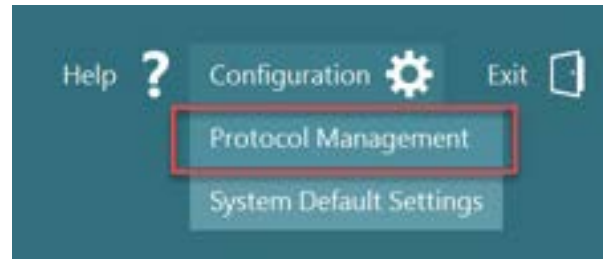 Help ? Configuration Exit
Protocol Management
System Default Settings